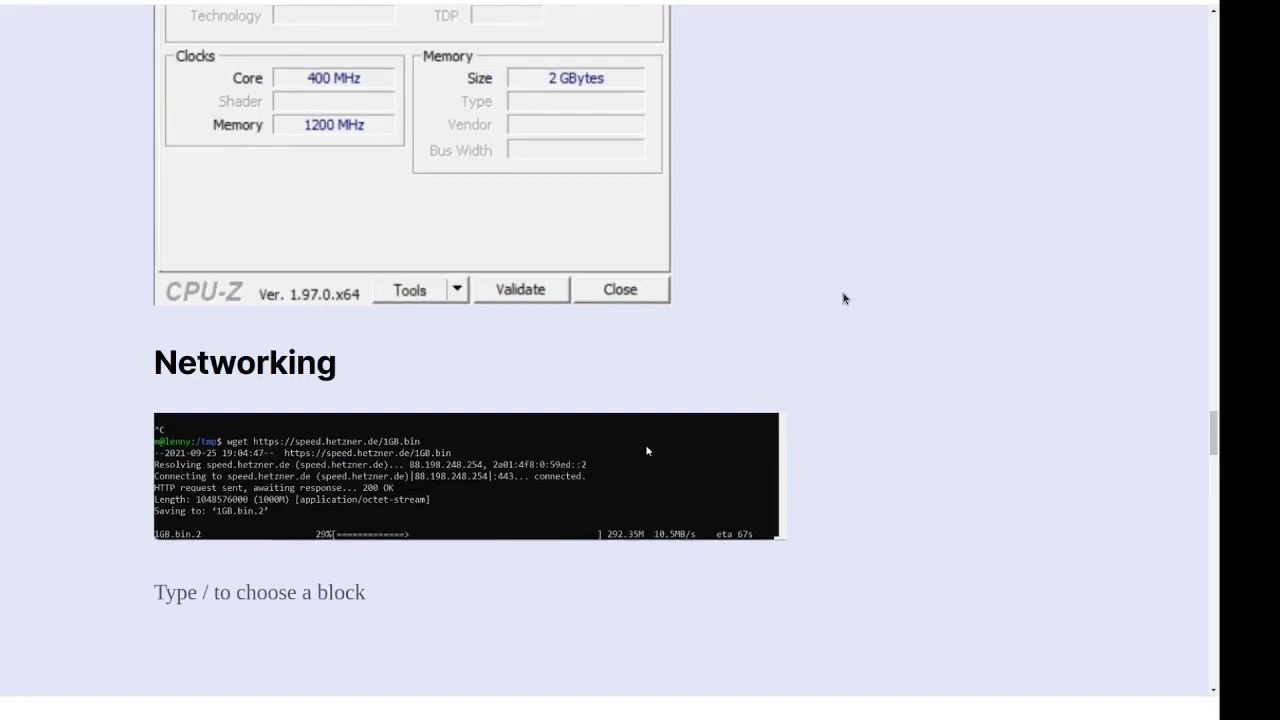 Technology TDP
Clocks Memory
Core 400 MHz Size 2 GBytes
Shader Type
Memory 1200 MHz Vendor
Bus Width
CPU-Z Ver. 1.97.0.x64 Tools Validate Close
Networking
^C
m@lenny:/tmp$ wget https://speed.hetzner.de/1GB.bin
--2021-09-25 19:04:47-- https://speed.hetzner.de/1GB.bin
Resolving speed.hetzner.de (speed.hetzner.de)... 88.198.248.254, 2a01:4f8:0:59ed::2
Connecting to speed.hetzner.de (speed.hetzner.de)|88.198.248.254|:443... connected.
HTTP request sent, awaiting response... 200 OK
Length: 1048576000 (1000M) [application/octet-stream]
Saving to: ‘1GB.bin.2’
1GB.bin.2 29%[============> ] 292.35M 10.5MB/s eta 67s
Type / to choose a block